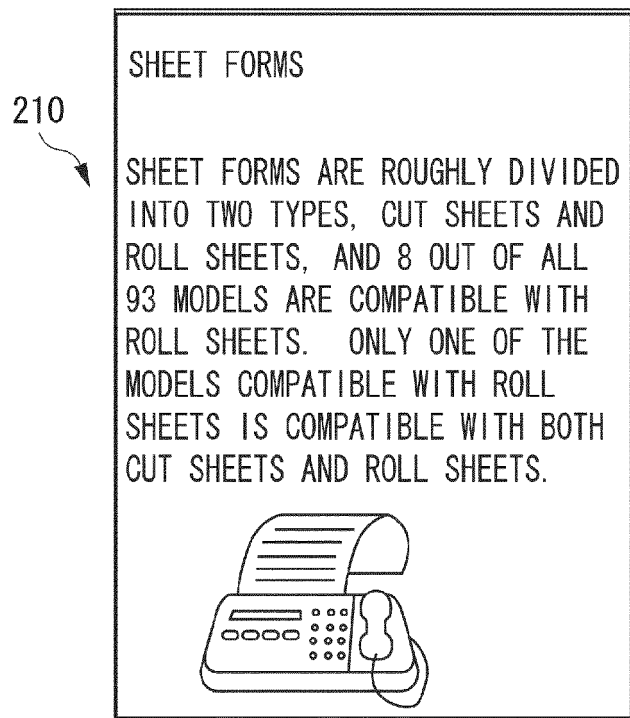 210
SHEET FORMS
SHEET FORMS ARE ROUGHLY DIVIDED
INTO TWO TYPES, CUT SHEETS AND
ROLL SHEETS, AND 8 OUT OF ALL
93 MODELS ARE COMPATIBLE WITH
ROLL SHEETS. ONLY ONE OF THE
MODELS COMPATIBLE WITH ROLL
SHEETS IS COMPATIBLE WITH BOTH
CUT SHEETS AND ROLL SHEETS.